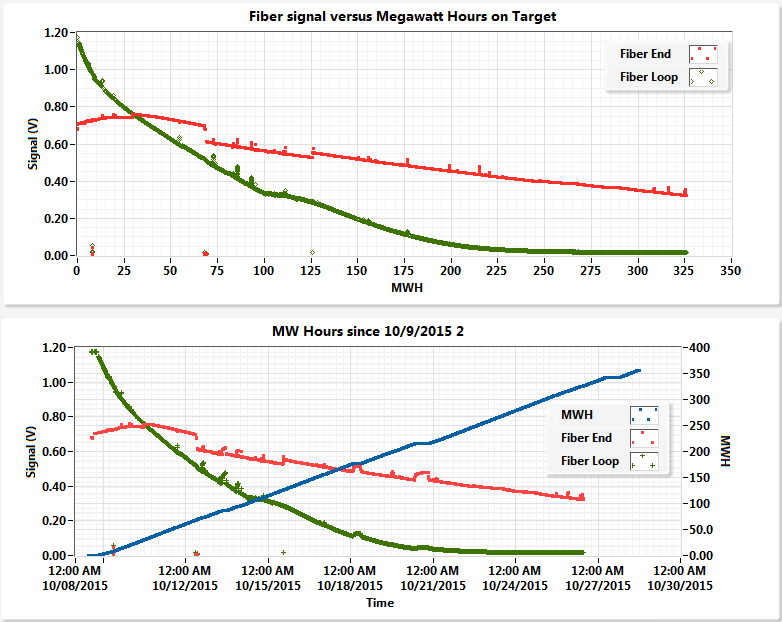 Fiber signal versus Megawatt Hours on Target
Signal (V)
1.20
1.00
0.80
0.60
0.40
0.20
0.00
Fiber End
Fiber Loop
0 25 50 75 100 125 150 175 200 225 250 275 300 325 350
MWH
MW Hours since 10/9/2015 2
Signal (V)
1.20
1.00
0.80
0.60
0.40
0.20
0.00
MWH
Fiber End
Fiber Loop
400
350
300
250
200
150
100
50.0
0.00
MWH
12:00 AM 12:00 AM 12:00 AM 12:00 AM 12:00 AM 12:00 AM 12:00 AM 12:00 AM
10/08/2015 10/12/2015 10/15/2015 10/18/2015 10/21/2015 10/24/2015 10/27/2015 10/30/2015
Time